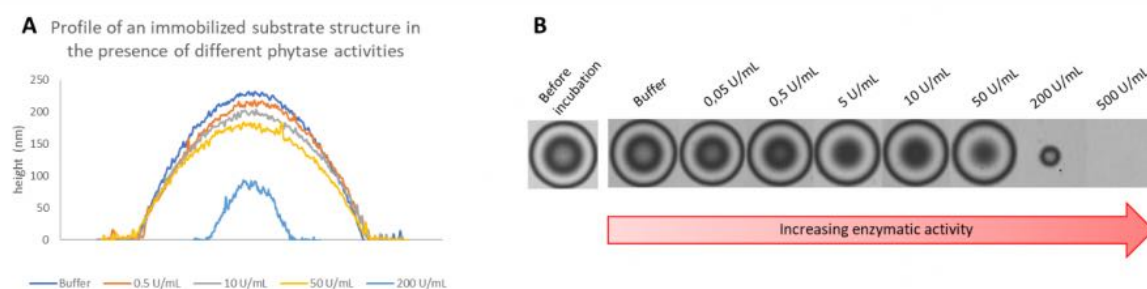 A
Profile of an immobilized substrate structure in
the presence of different phytase activities
height (nm)
250
200
150
100
50
0
Buffer
0.5 U/mL
10 U/mL
50 U/mL
200 U/mL
B
Before
incubation
Buffer
0,05 U/mL
0,5 U/mL
5 U/mL
10 U/mL
50 U/mL
200 U/mL
500 U/mL
Increasing enzymatic activity